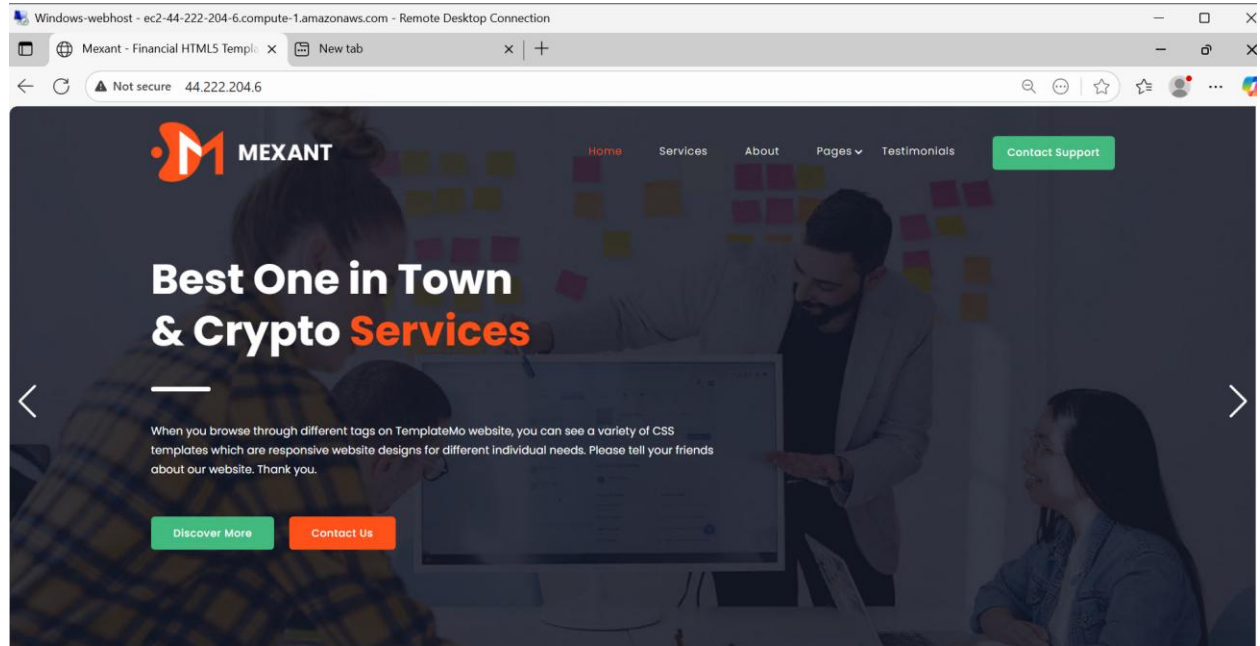 Windows-webhost - ec2-44-222-204-6.compute-1.amazonaws.com - Remote Desktop Connection
Mexant - Financial HTML5 Templa
New tab
Not secure 44.222.204.6
MEXANT
Home Services About Pages Testimonials Contact Support
Best One in Town
& Crypto Services
When you browse through different tags on TemplateMo website, you can see a variety of CSS
templates which are responsive website designs for different individual needs. Please tell your friends
about our website. Thank you.
Discover More Contact Us